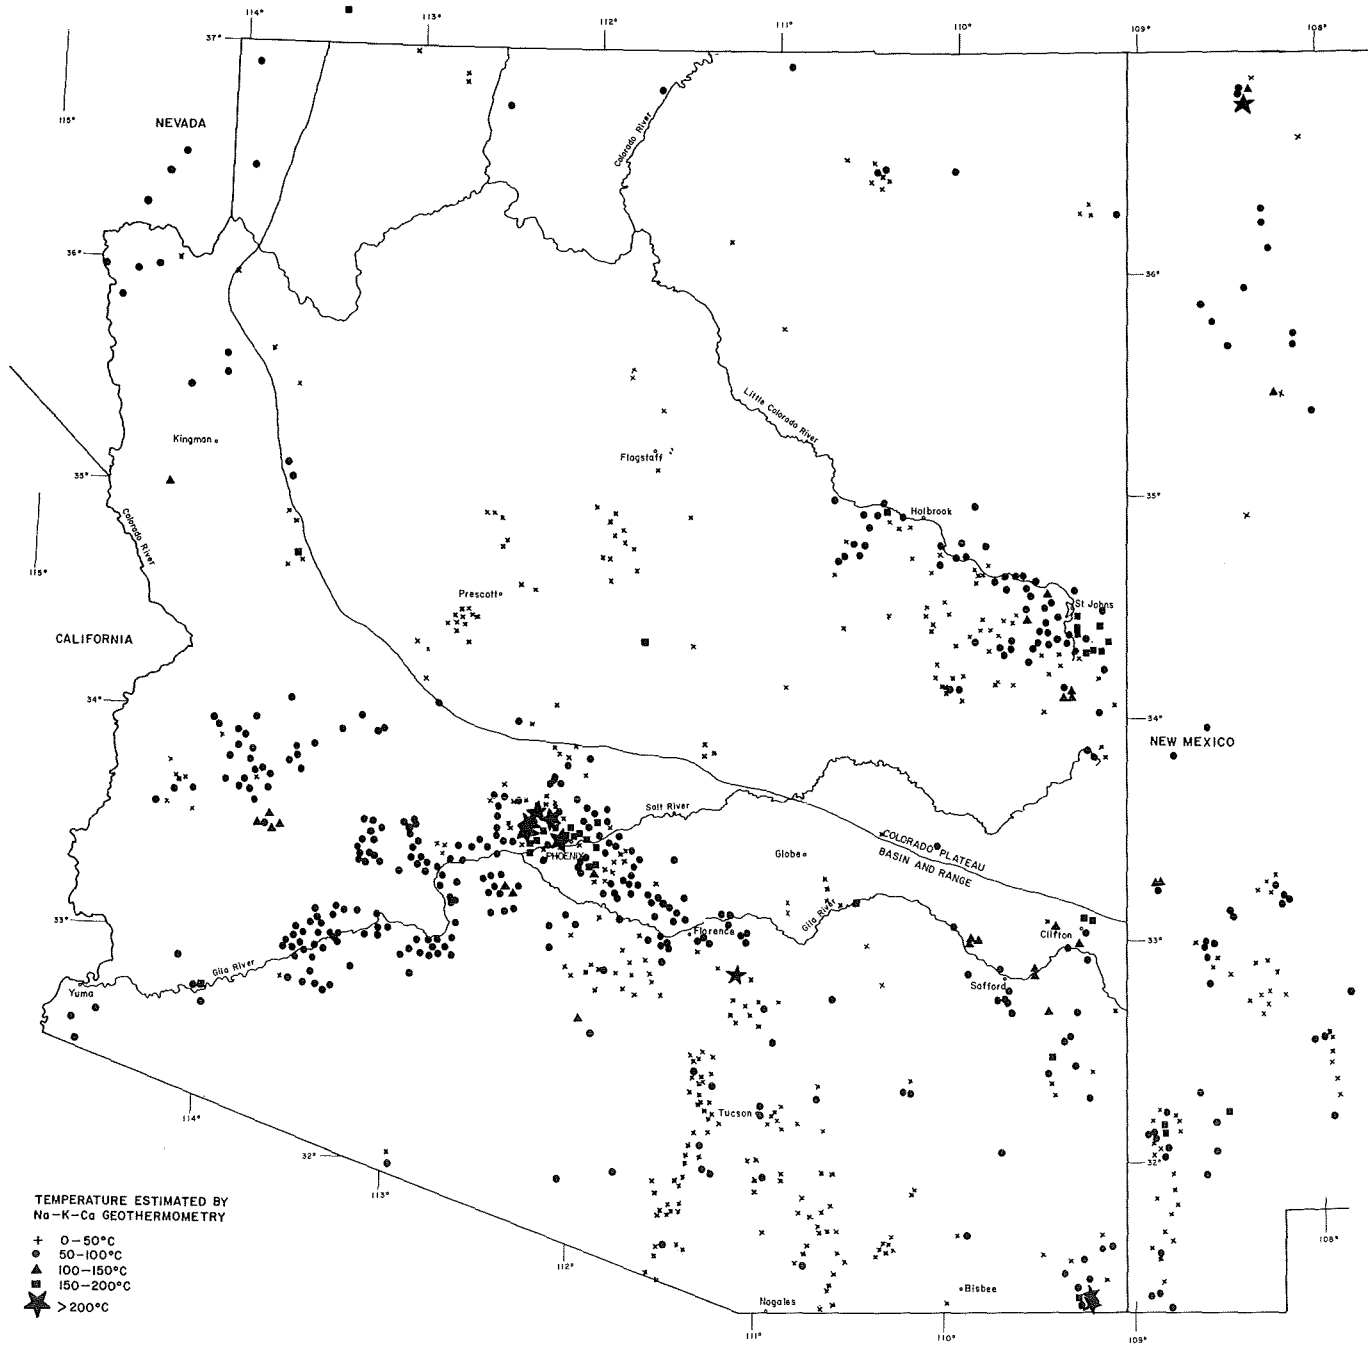 114°
113°
112°
111°
110°
109°
108°
37°
115°
NEVADA
Colorado River
36°
36°
Little Colorado River
Kingman
Flagstaff
35°
35°
Holbrook
Colorado River
115°
Prescott
St Johns
CALIFORNIA
34°
34°
NEW MEXICO
Salt River
COLORADO PLATEAU
BASIN AND RANGE
PHOENIX
Globe
33°
Gila River
Florence
Clifton
33°
Gila River
Yuma
Safford
114°
Tucson
32°
32°
113°
TEMPERATURE ESTIMATED BY
Na-K-Ca GEOTHERMOMETRY
0-50°C
50-100°C
100-150°C
150-200°C
>200°C
108°
112°
Bisbee
Nogales
111°
110°
109°